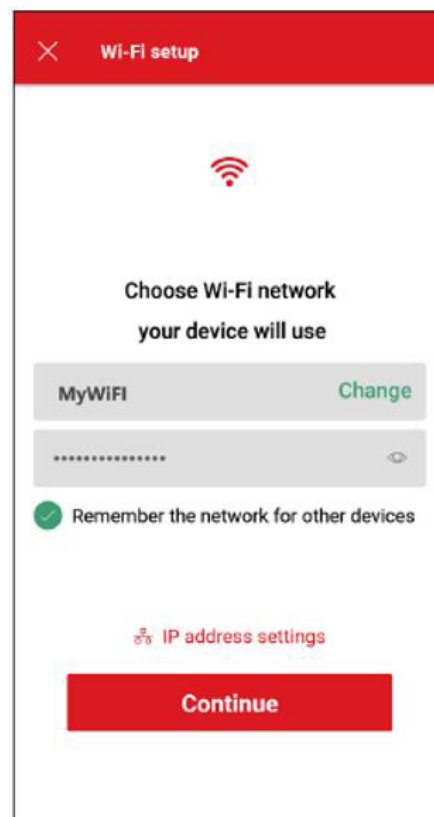 Wi-Fi setup
Choose Wi-Fi network
your device will use
MyWiFI Change
•••••••••••••••
Remember the network for other devices
IP address settings
Continue